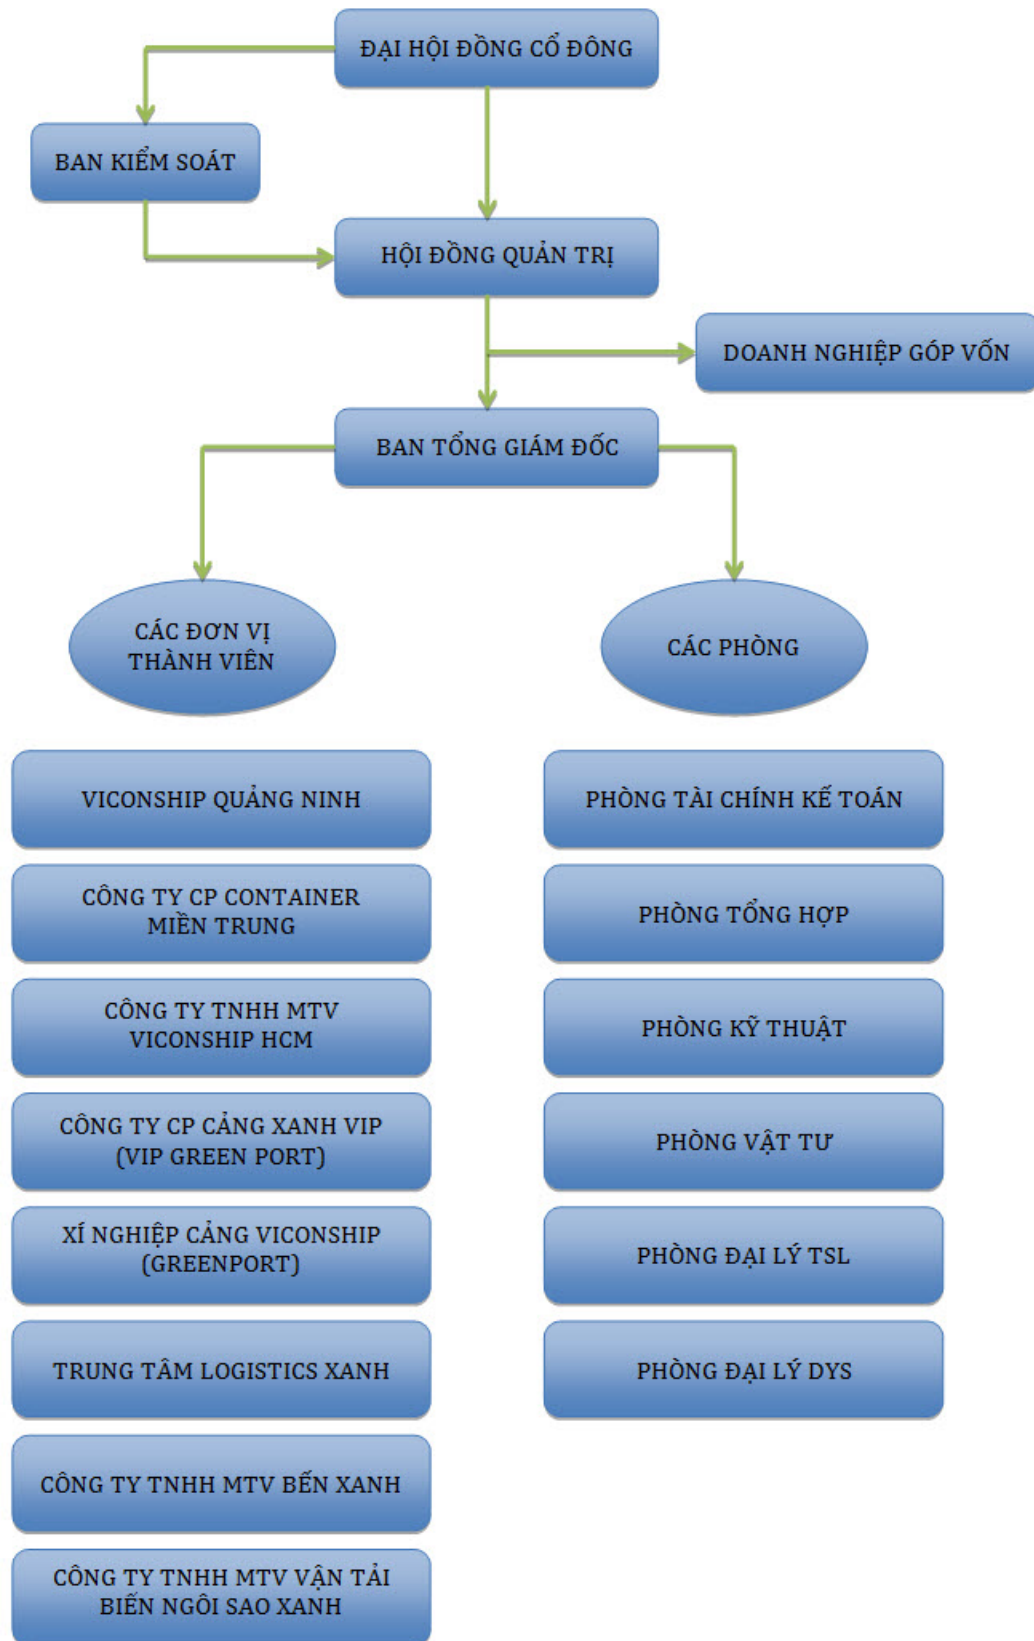 ĐẠI HỘI ĐỒNG CỔ ĐÔNG
BAN KIỂM SOÁT
HỘI ĐỒNG QUẢN TRỊ
DOANH NGHIỆP GÓP VỐN
BAN TỔNG GIÁM ĐỐC
CÁC ĐƠN VỊ
THÀNH VIÊN
CÁC PHÒNG
VICONSHIP QUẢNG NINH
CÔNG TY CP CONTAINER
MIỀN TRUNG
CÔNG TY TNHH MTV
VICONSHIP HCM
CÔNG TY CP CẢNG XANH VIP
(VIP GREEN PORT)
XÍ NGHIỆP CẢNG VICONSHIP
(GREENPORT)
TRUNG TÂM LOGISTICS XANH
CÔNG TY TNHH MTV BẾN XANH
CÔNG TY TNHH MTV VẬN TẢI
BIẾN NGÔI SAO XANH
PHÒNG TÀI CHÍNH KẾ TOÁN
PHÒNG TỔNG HỢP
PHÒNG KỸ THUẬT
PHÒNG VẬT TƯ
PHÒNG ĐẠI LÝ TSL
PHÒNG ĐẠI LÝ DYS